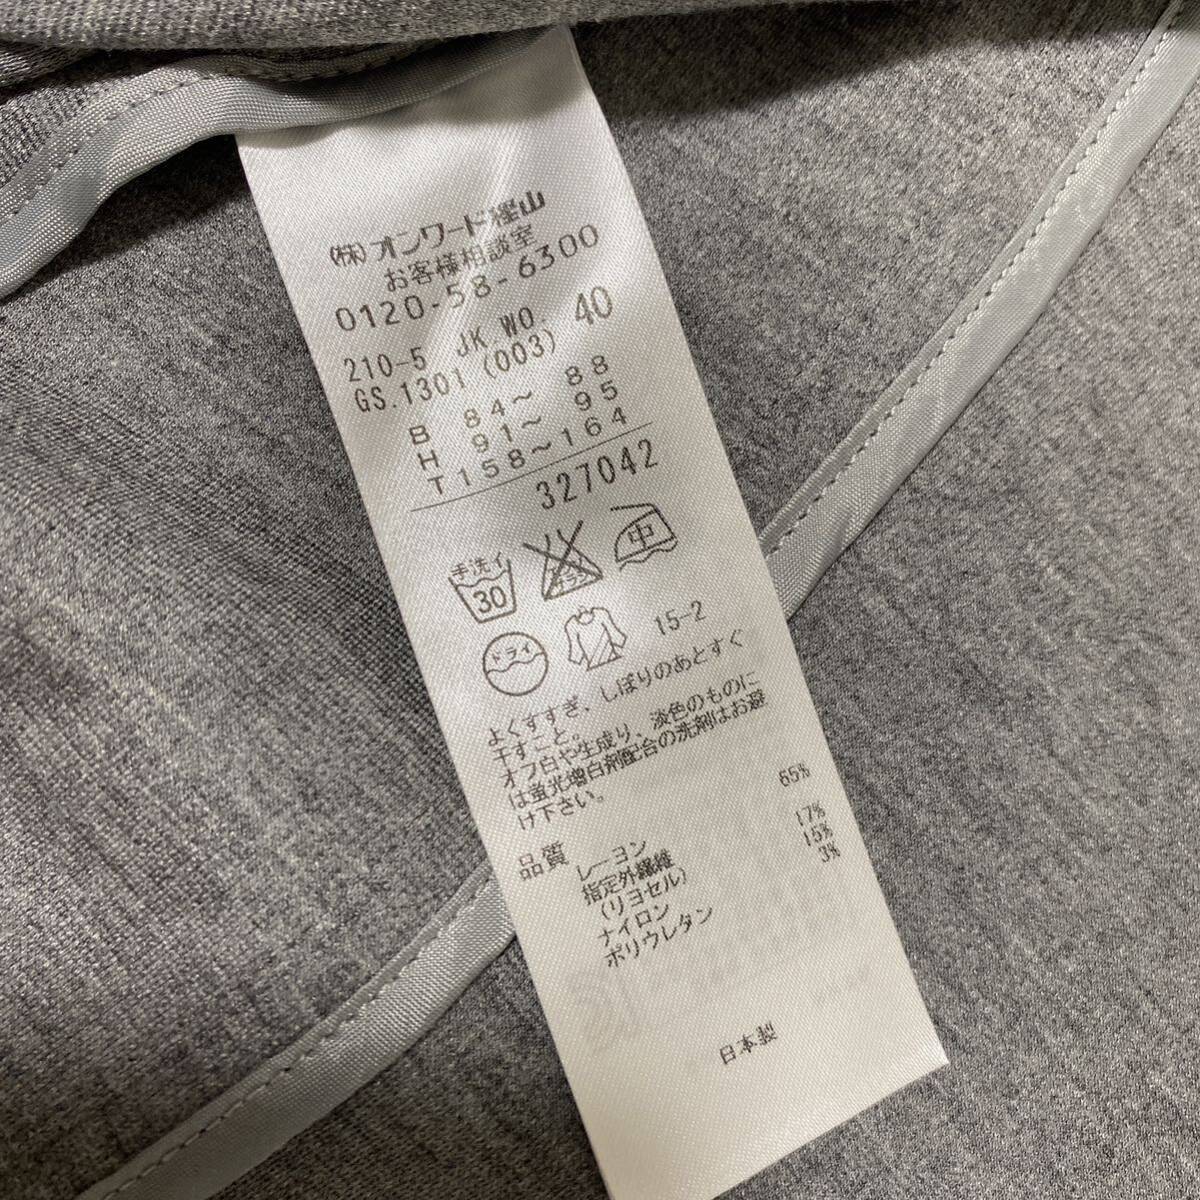 (株)オンワード樫山
お客様相談室
0120-58-6300
210-5 JK.WO 40
GS.1301 (003)
B 84〜 88
H 91〜 95
T158〜164
327042
手洗イ 30
中
ドライ
15-2
よくすすぎ、しぼりのあとすぐ
干すこと。
オフ白や生成り、淡色のものに
は蛍光増白剤配合の洗剤はお避
け下さい。
品質 レーヨン 65%
指定外繊維
(リヨセル) 17%
ナイロン 15%
ポリウレタン 3%
日本製